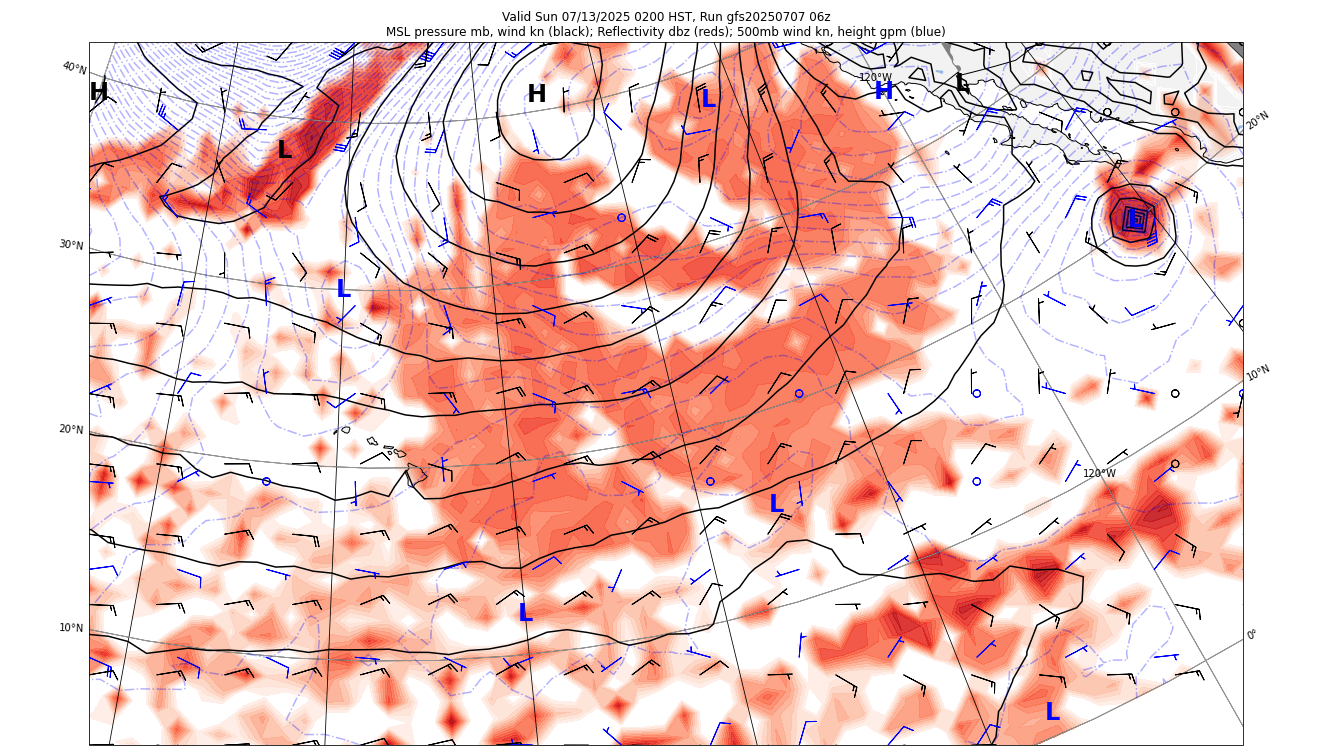 Valid Sun 07/13/2025 0200 HST, Run gfs20250707 06z
MSL pressure mb, wind kn (black); Reflectivity dbz (reds); 500mb wind kn, height gpm (blue)
40°N
120°W
H
H
L
H
L
20°N
L
L
30°N
L
10°N
20°N
120°W
L
L
10°N
0°
L